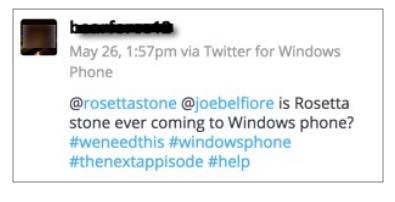 May 26, 1:57pm via Twitter for Windows
Phone
@rosettastone @joebelfiore is Rosetta
stone ever coming to Windows phone?
#weneedthis #windowsphone
#thenextappisode #help